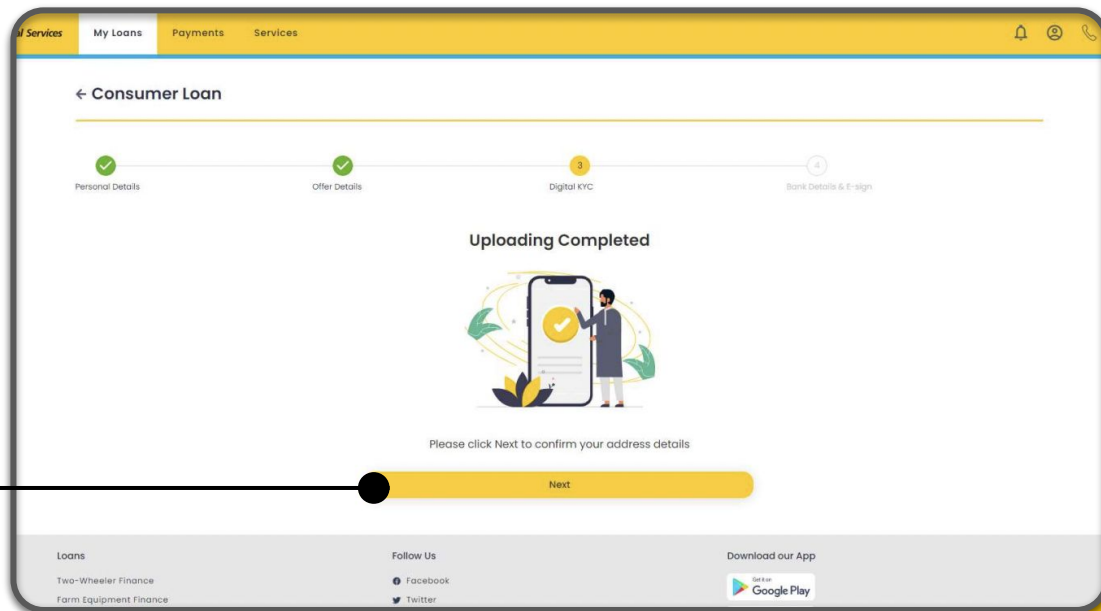 al Services
My Loans
Payments
Services
← Consumer Loan
Personal Details
Offer Details
3
Digital KYC
4
Bank Details & E-sign
Uploading Completed
Please click Next to confirm your address details
Next
Loans
Two-Wheeler Finance
Farm Equipment Finance
Follow Us
Facebook
Twitter
Download our App
Get it on
Google Play